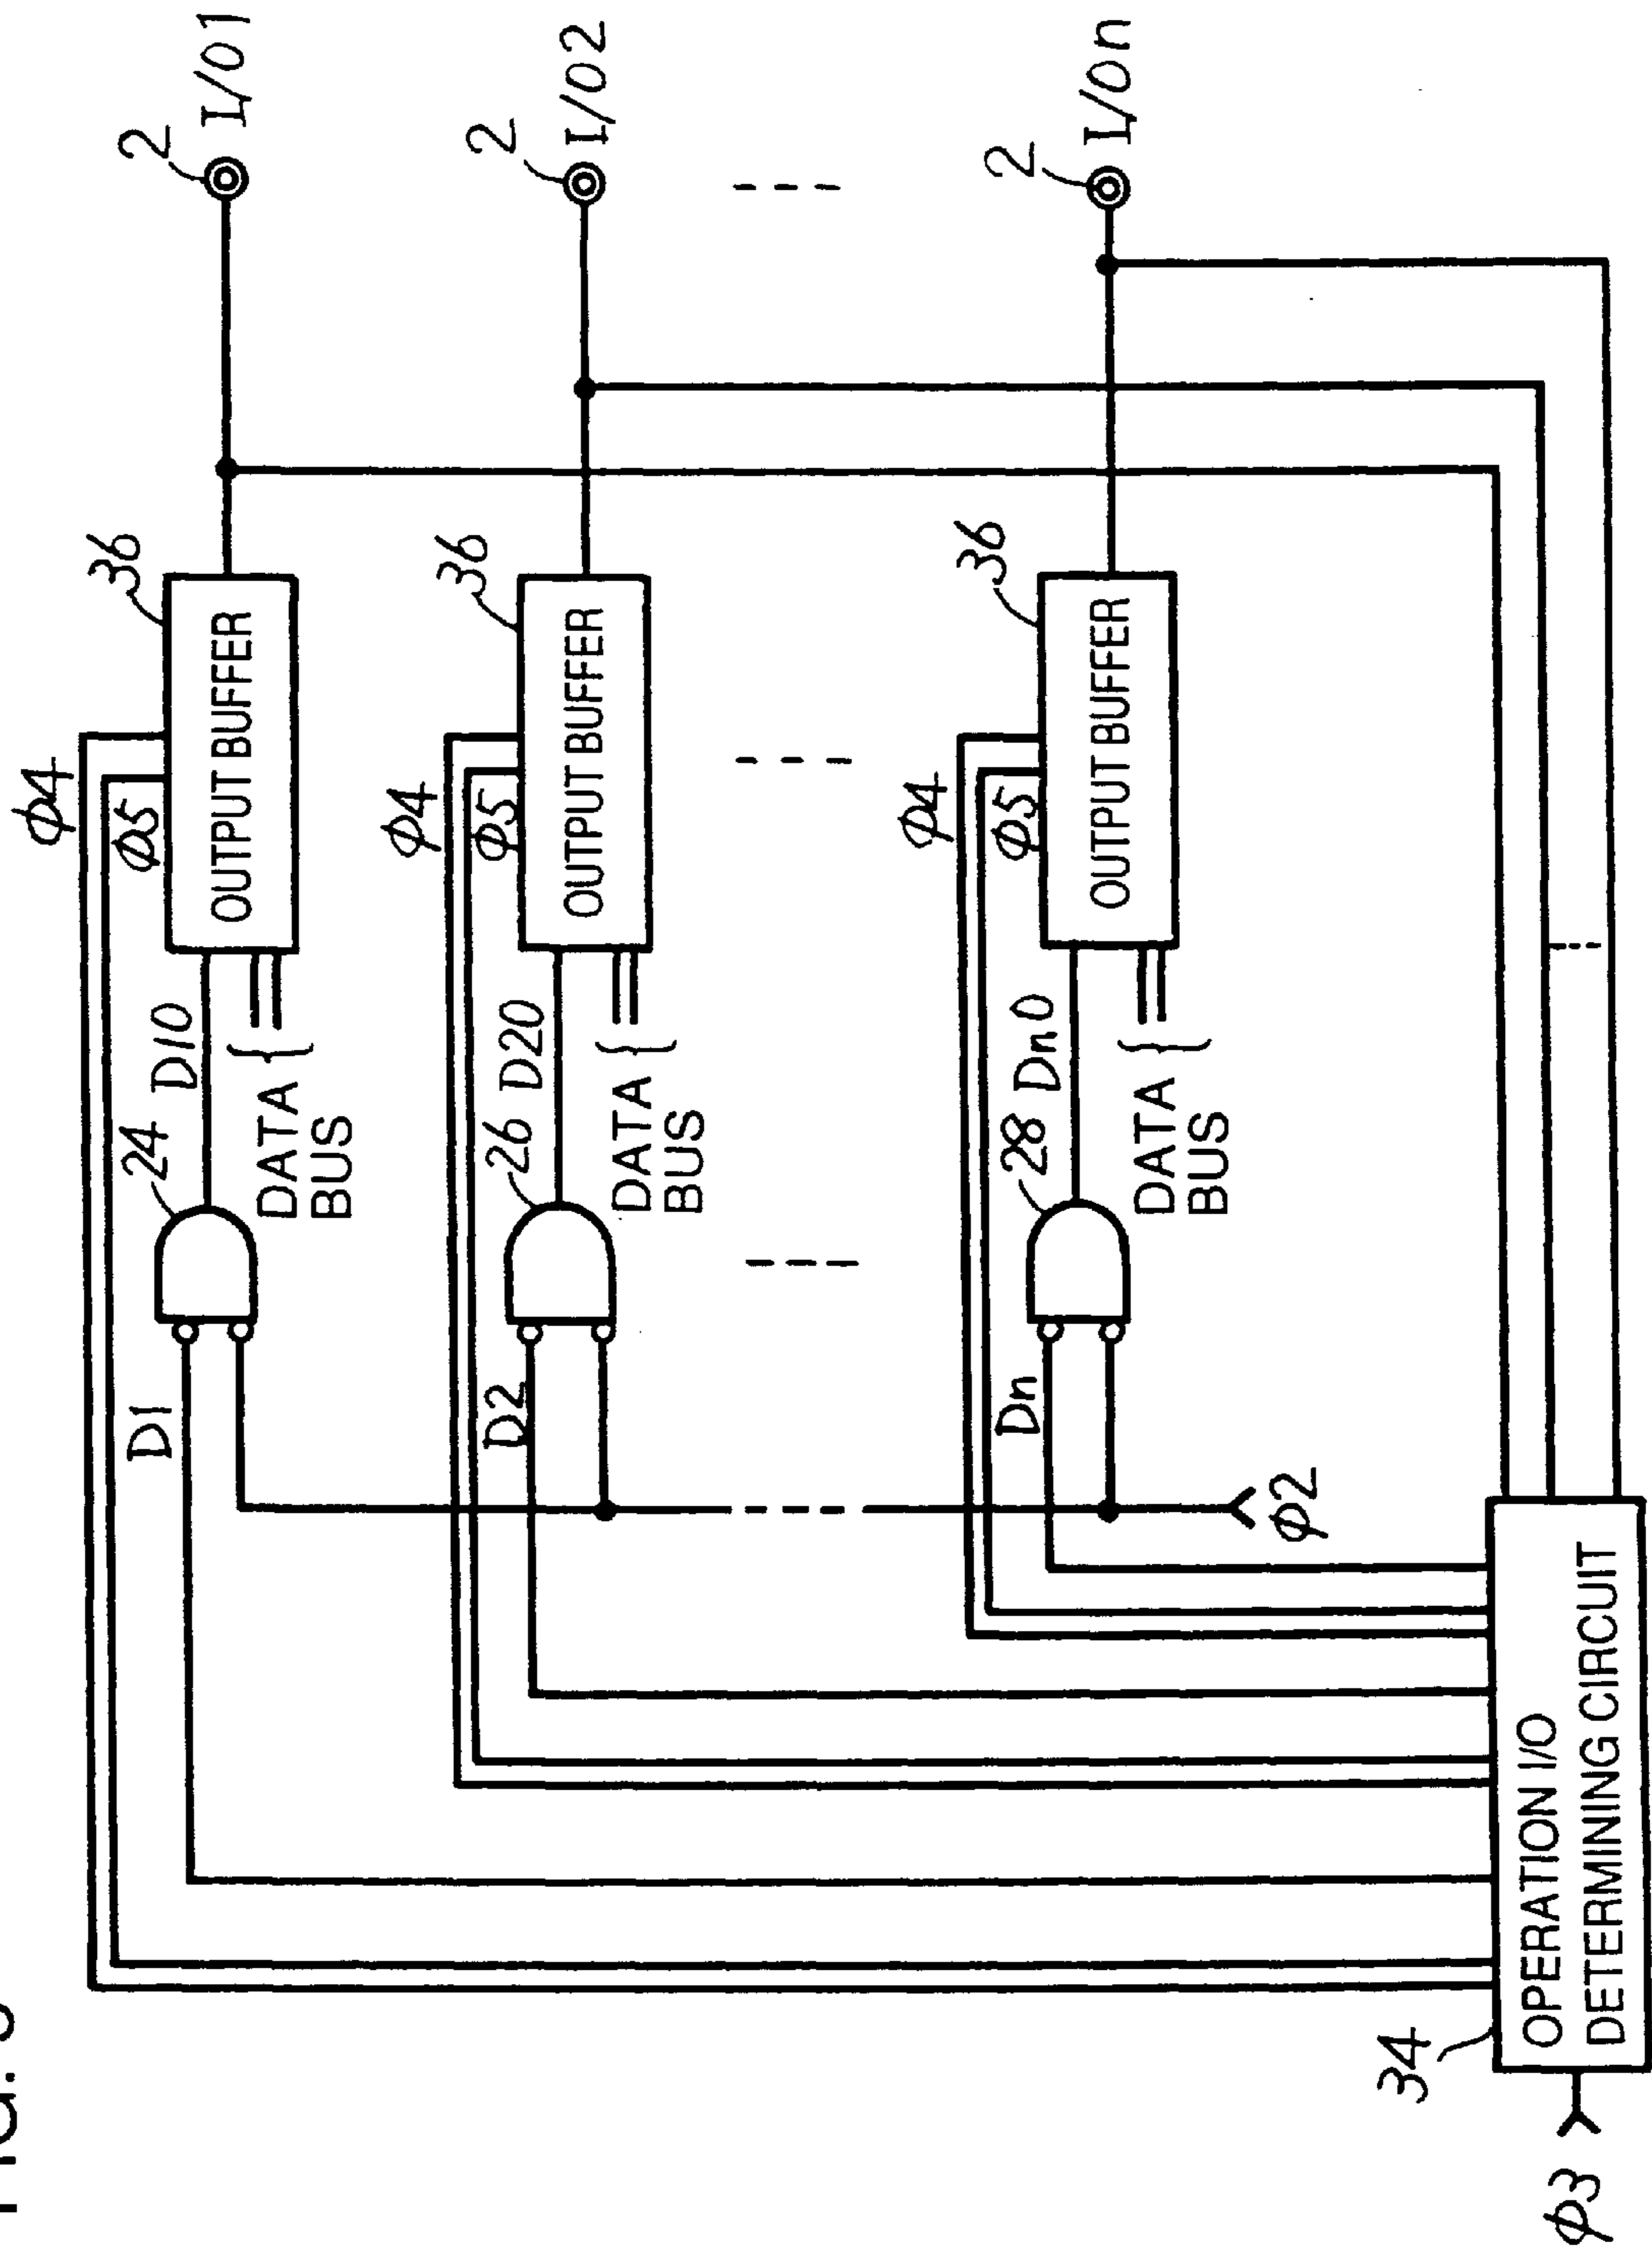 FIG.
φ4
φ5
36
2
I/O1
D1
24
D10
OUTPUT BUFFER
DATA
BUS
φ4
φ5
36
2
I/O2
D2
26
D20
OUTPUT BUFFER
DATA
BUS
φ4
φ5
36
2
I/On
Dn
28
Dn0
OUTPUT BUFFER
DATA
BUS
φ2
34
φ3
OPERATION I/O
DETERMINING CIRCUIT